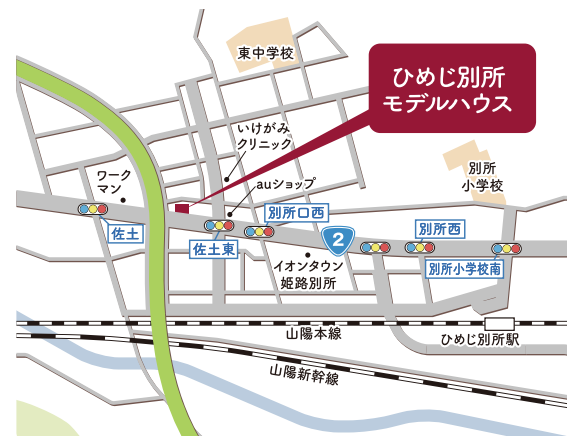 東中学校
ひめじ別所
モデルハウス
いけがみ
クリニック
別所
小学校
ワーク
マン
auショップ
別所口西
佐土
佐土東
2
別所西
イオンタウン
姫路別所
別所小学校南
山陽本線
ひめじ別所駅
山陽新幹線